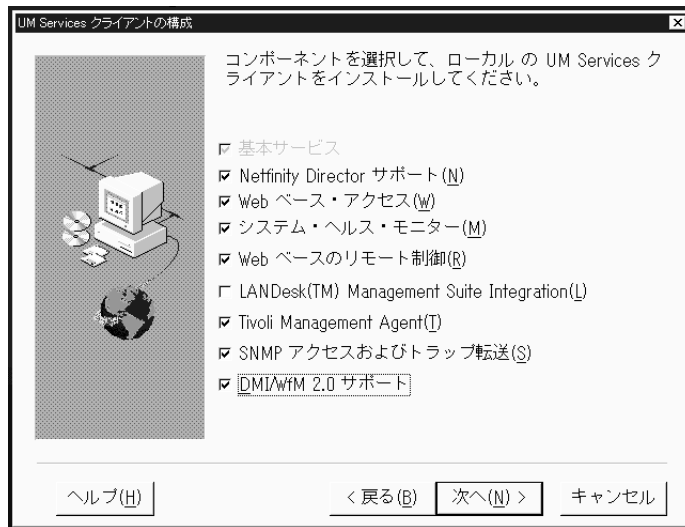 UM Services クライアントの構成
コンポーネントを選択して、ローカル の UM Services ク
ライアントをインストールしてください。
基本サービス
Netfinity Director サポート(N)
Web ベース・アクセス(W)
システム・ヘルス・モニター(M)
Web ベースのリモート制御(R)
LANDesk(TM) Management Suite Integration(L)
Tivoli Management Agent(T)
SNMP アクセスおよびトラップ転送(S)
DMI/WfM 2.0 サポート
ヘルプ(H)
< 戻る(B)
次へ(N) >
キャンセル